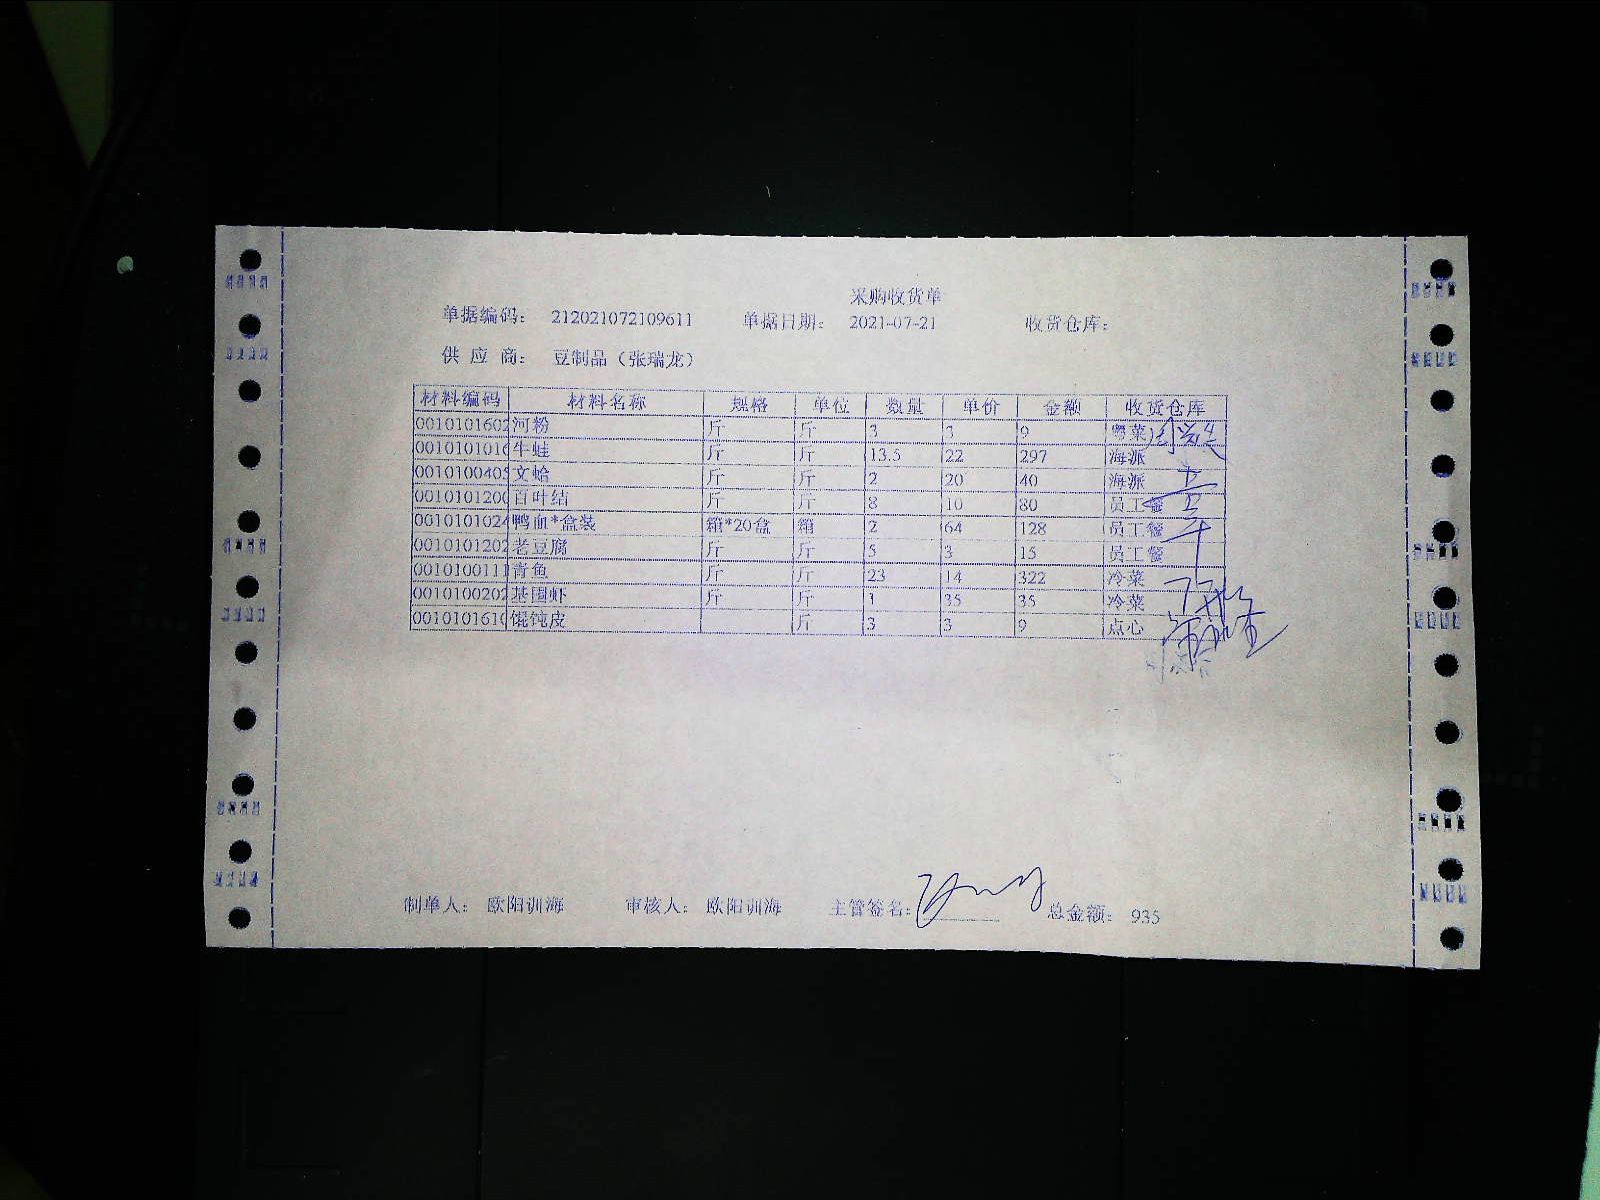 采购收货单
单据编码： 212021072109611 单据日期： 2021-07-21 收货仓库：
供 应 商： 豆制品（张瑞龙）
材料编码 材料名称 规格 单位 数量 单价 金额 收货仓库
0010101602 河粉 斤 斤 3 3 9 粤菜
0010101016 牛蛙 斤 斤 13.5 22 297 海派
0010100405 文蛤 斤 斤 2 20 40 海派
0010101200 百叶结 斤 斤 8 10 80 员工餐
0010101024 鸭血*盒装 箱*20盒 箱 2 64 128 员工餐
0010101202 老豆腐 斤 斤 5 3 15 员工餐
0010100111 青鱼 斤 斤 23 14 322 冷菜
0010100202 基围虾 斤 斤 1 35 35 冷菜
0010101610 馄饨皮 斤 3 3 9 点心
制单人： 欧阳训海 审核人： 欧阳训海 主管签名： 总金额： 935